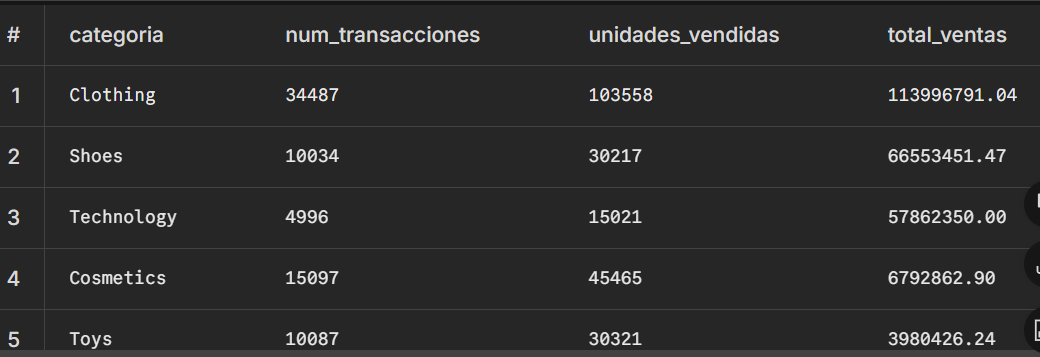 # categoria num_transacciones unidades_vendidas total_ventas
1 Clothing 34487 103558 113996791.04
2 Shoes 10034 30217 66553451.47
3 Technology 4996 15021 57862350.00
4 Cosmetics 15097 45465 6792862.90
5 Toys 10087 30321 3980426.24